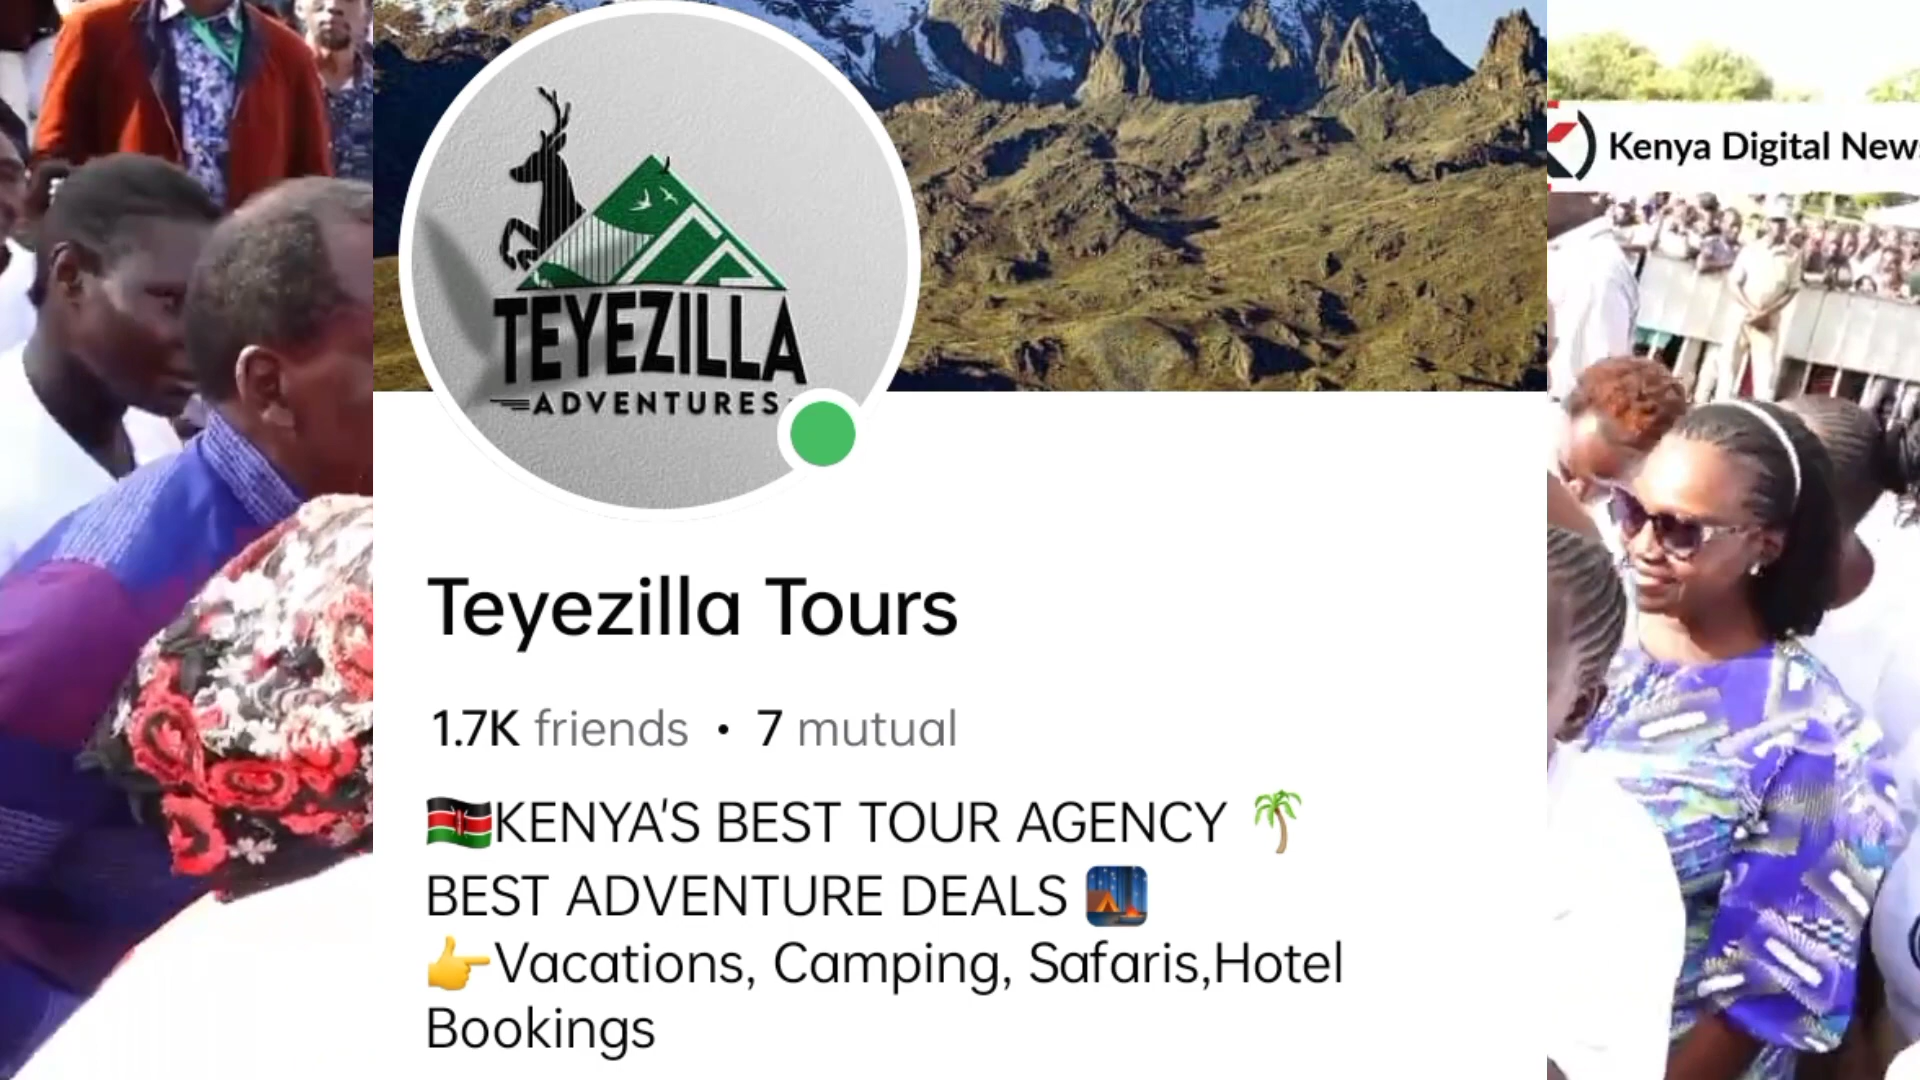 TEYEZILLA
ADVENTURES
Kenya Digital New
Teyezilla Tours
1.7K friends • 7 mutual
🇰🇪KENYA'S BEST TOUR AGENCY 🌴
BEST ADVENTURE DEALS 🏕
👉Vacations, Camping, Safaris,Hotel
Bookings